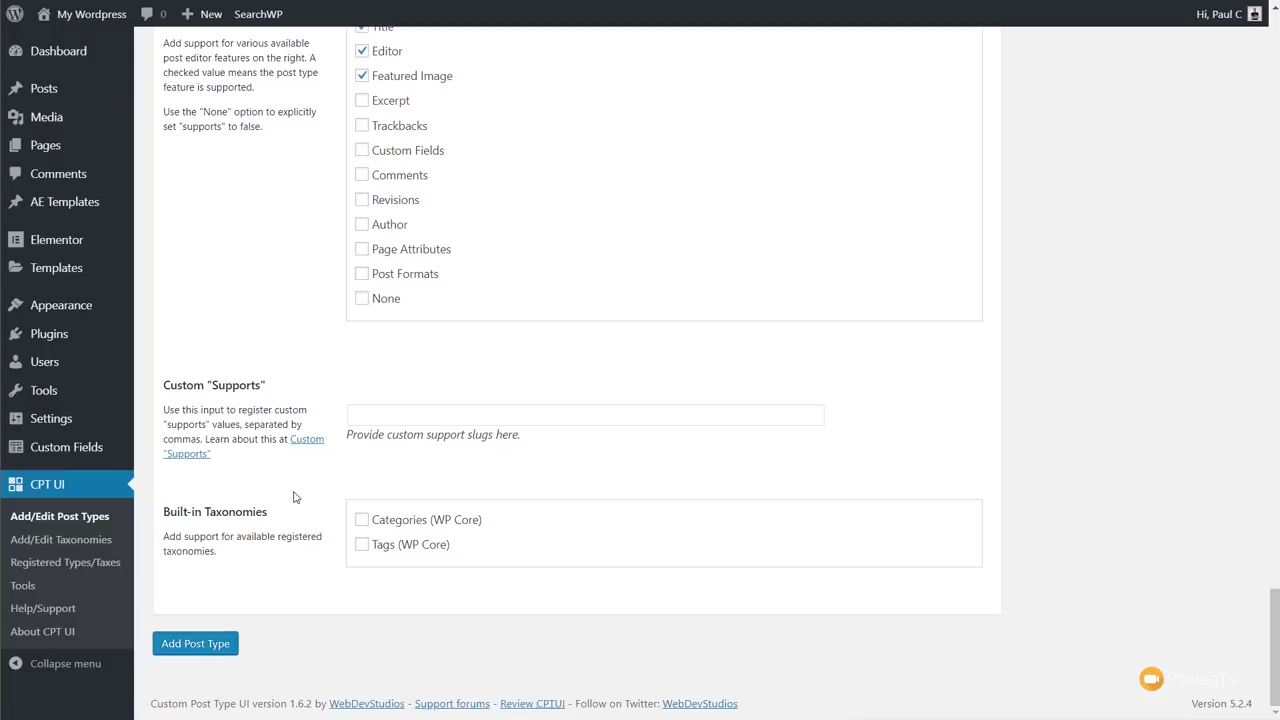 My Wordpress
0
New
SearchWP
Hi, Paul C
Dashboard
Posts
Media
Pages
Comments
AE Templates
Elementor
Templates
Appearance
Plugins
Users
Tools
Settings
Custom Fields
CPT UI
Add/Edit Post Types
Add/Edit Taxonomies
Registered Types/Taxes
Tools
Help/Support
About CPT UI
Collapse menu
Add support for various available
post editor features on the right. A
checked value means the post type
feature is supported.
Use the "None" option to explicitly
set "supports" to false.
Title
Editor
Featured Image
Excerpt
Trackbacks
Custom Fields
Comments
Revisions
Author
Page Attributes
Post Formats
None
Custom "Supports"
Use this input to register custom
"supports" values, separated by
commas. Learn about this at Custom
"Supports"
Provide custom support slugs here.
Built-in Taxonomies
Add support for available registered
taxonomies.
Categories (WP Core)
Tags (WP Core)
Add Post Type
PsmegTV
Custom Post Type UI version 1.6.2 by WebDevStudios - Support forums - Review CPTUI - Follow on Twitter: WebDevStudios
Version 5.2.4